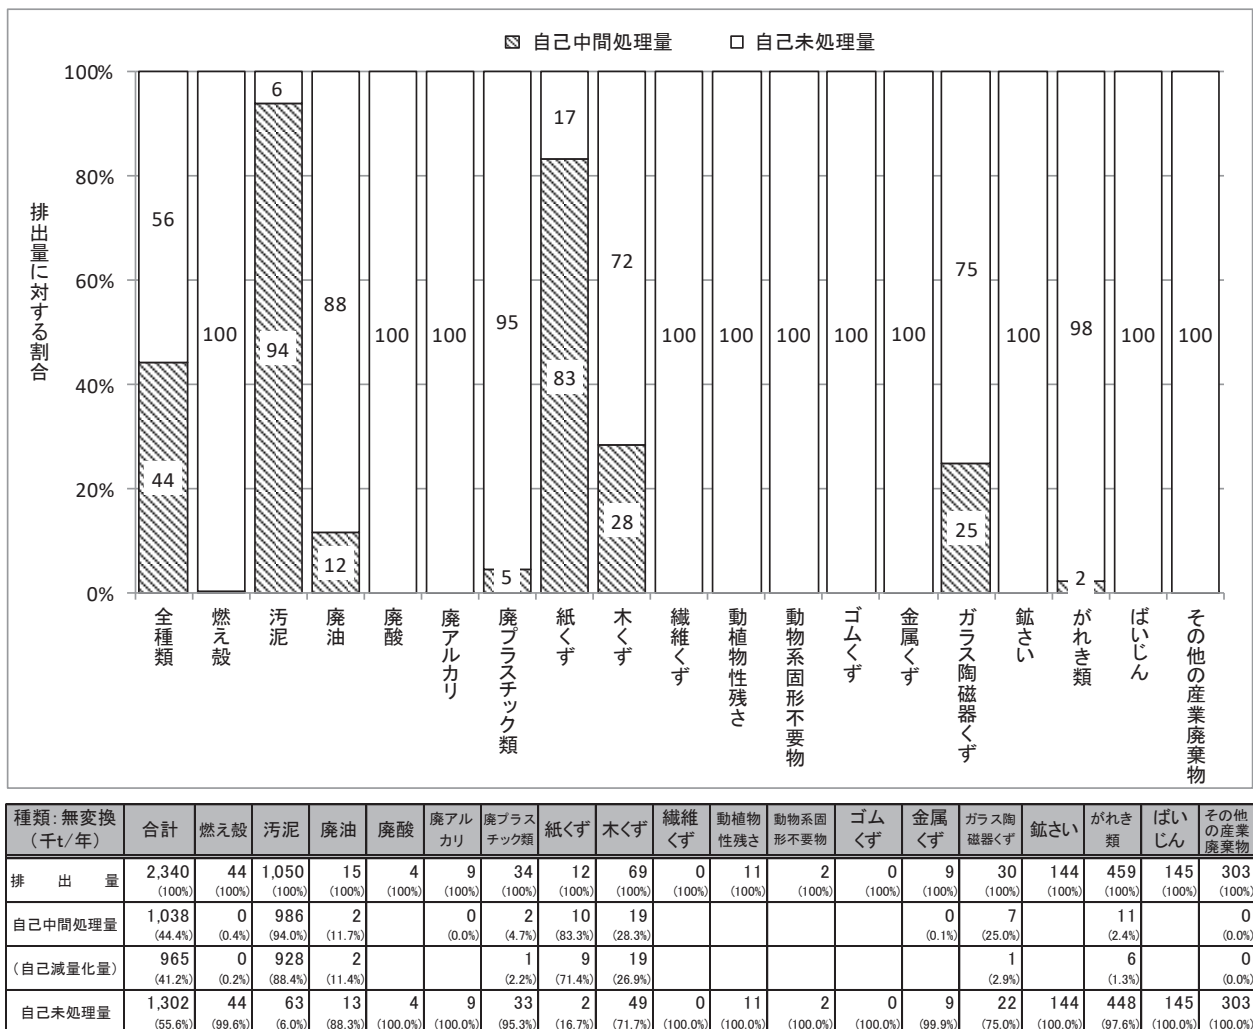 自己中間処理量 自己未処理量
排出量に対する割合
100%
80%
60%
40%
20%
0%
56
44
100
6
94
88
12
100
100
95
5
17
83
72
28
100
100
100
100
100
75
25
100
98
2
100
100
全種類
燃え殻
汚泥
廃油
廃酸
廃アルカリ
廃プラスチック類
紙くず
木くず
繊維くず
動植物性残さ
動物系固形不要物
ゴムくず
金属くず
ガラス陶磁器くず
鉱さい
がれき類
ばいじん
その他の産業廃棄物
種類:無変換
(千t/年)
合計
燃え殻
汚泥
廃油
廃酸
廃アル
カリ
廃プラス
チック類
紙くず
木くず
繊維
くず
動植物
性残さ
動物系固
形不要物
ゴム
くず
金属
くず
ガラス陶
磁器くず
鉱さい
がれき
類
ばい
じん
その他
の産業
廃棄物
排出量 2,340 44 1,050 15 4 9 34 12 69 0 11 2 0 9 30 144 459 145 303
(100%) (100%) (100%) (100%) (100%) (100%) (100%) (100%) (100%) (100%) (100%) (100%) (100%) (100%) (100%) (100%) (100%) (100%) (100%)
自己中間処理量 1,038 0 986 2 0 2 10 19 0 7 11 0
(44.4%) (0.4%) (94.0%) (11.7%) (0.0%) (4.7%) (83.3%) (28.3%) (0.1%) (25.0%) (2.4%) (0.0%)
(自己減量化量) 965 0 928 2 1 9 19 1 6 0
(41.2%) (0.2%) (88.4%) (11.4%) (2.2%) (71.4%) (26.9%) (2.9%) (1.3%) (0.0%)
自己未処理量 1,302 44 63 13 4 9 33 2 49 0 11 2 0 9 22 144 448 145 303
(55.6%) (99.6%) (6.0%) (88.3%) (100.0%) (100.0%) (95.3%) (16.7%) (71.7%) (100.0%) (100.0%) (100.0%) (100.0%) (99.9%) (75.0%) (100.0%) (97.6%) (100.0%) (100.0%)